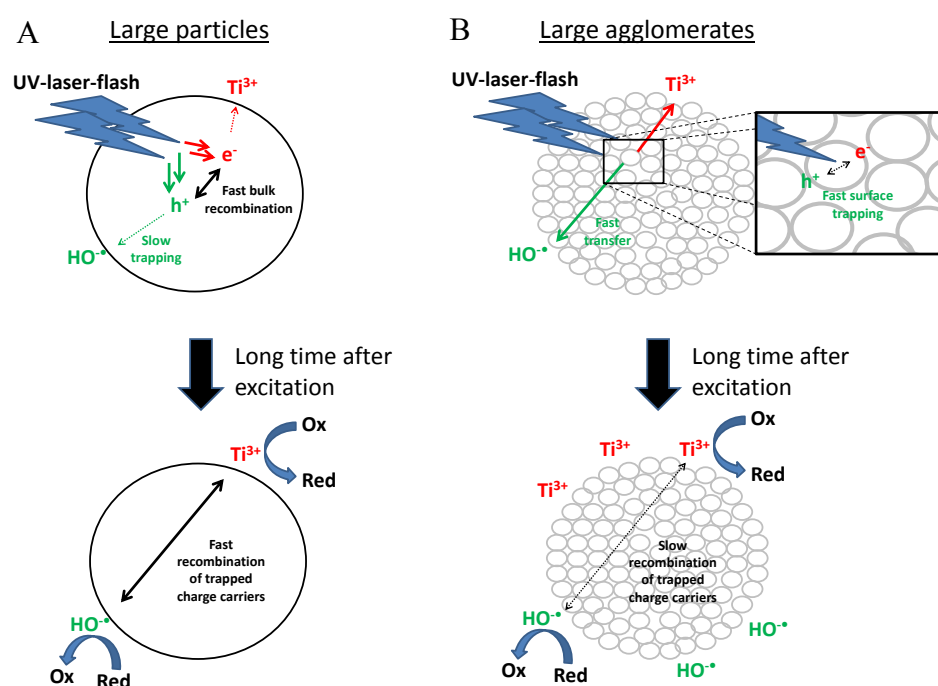 A
Large particles
UV-laser-flash
Ti³⁺
e⁻
h⁺
Fast bulk
recombination
Slow
trapping
HO⁻•
Long time after
excitation
Ti³⁺
Ox
Red
Fast
recombination
of trapped
charge carriers
HO⁻•
Ox
Red
B
Large agglomerates
UV-laser-flash
Ti³⁺
e⁻
h⁺
Fast surface
trapping
Fast
transfer
HO⁻•
Long time after
excitation
Ti³⁺
Ti³⁺
Ti³⁺
Ox
Red
Slow
recombination
of trapped
charge carriers
HO⁻•
HO⁻•
HO⁻•
Ox
Red